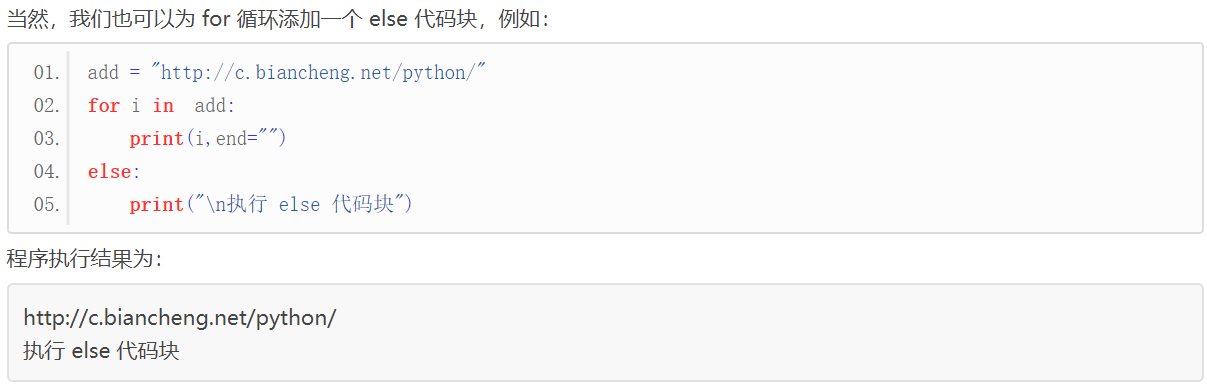 当然，我们也可以为 for 循环添加一个 else 代码块，例如：
01. add = "http://c.biancheng.net/python/"
02. for i in  add:
03.     print(i,end="")
04. else:
05.     print("\n执行 else 代码块")
程序执行结果为：
http://c.biancheng.net/python/
执行 else 代码块